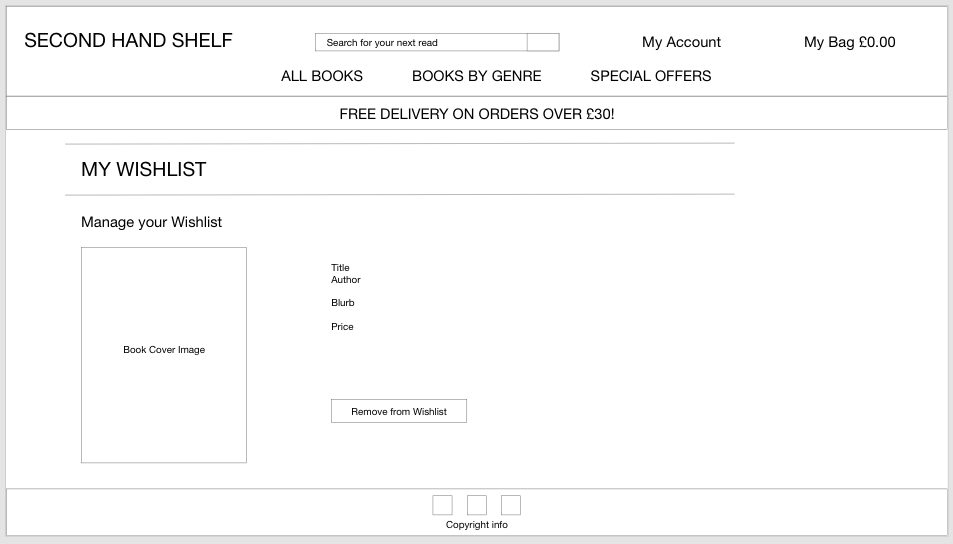 SECOND HAND SHELF
Search for your next read
My Account
My Bag £0.00
ALL BOOKS
BOOKS BY GENRE
SPECIAL OFFERS
FREE DELIVERY ON ORDERS OVER £30!
MY WISHLIST
Manage your Wishlist
Book Cover Image
Title
Author
Blurb
Price
Remove from Wishlist
Copyright info